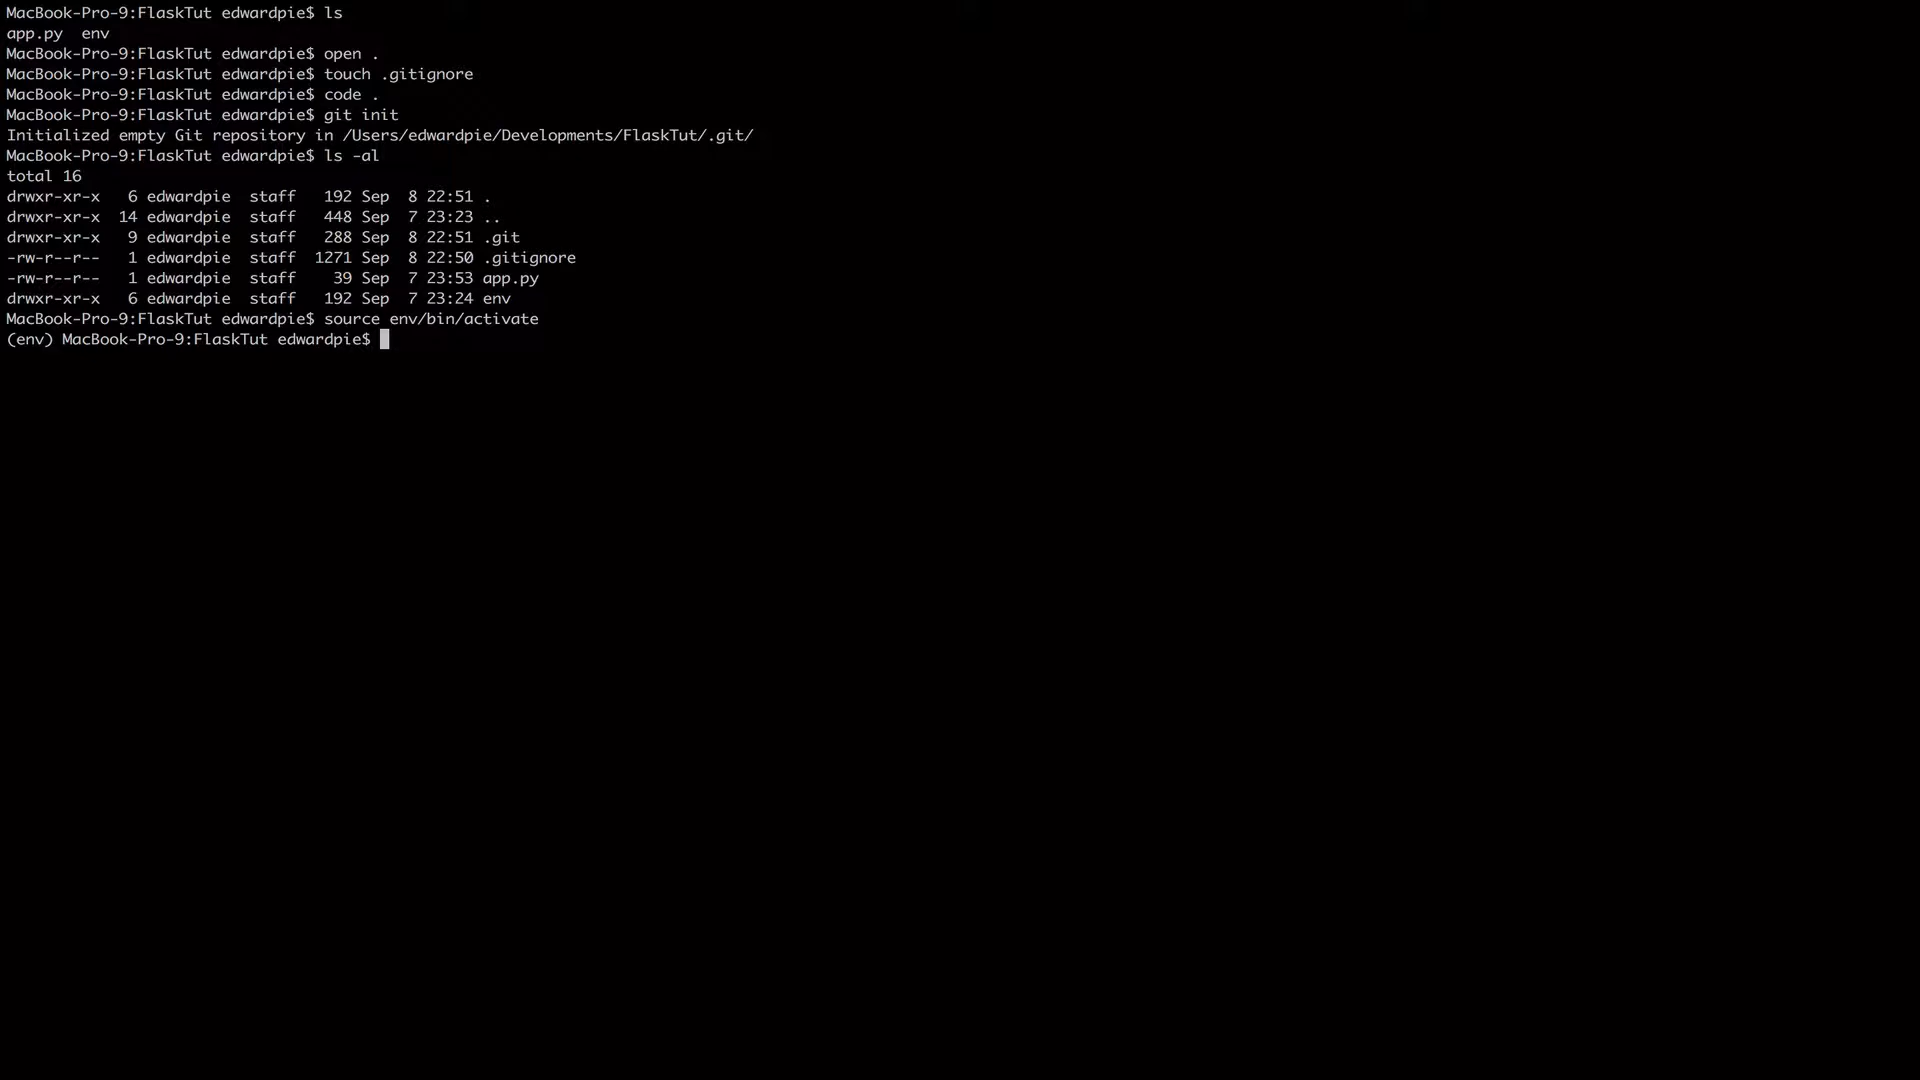 MacBook-Pro-9:FlaskTut edwardpie$ ls
app.py  env
MacBook-Pro-9:FlaskTut edwardpie$ open .
MacBook-Pro-9:FlaskTut edwardpie$ touch .gitignore
MacBook-Pro-9:FlaskTut edwardpie$ code .
MacBook-Pro-9:FlaskTut edwardpie$ git init
Initialized empty Git repository in /Users/edwardpie/Developments/FlaskTut/.git/
MacBook-Pro-9:FlaskTut edwardpie$ ls -al
total 16
drwxr-xr-x   6 edwardpie  staff   192 Sep  8 22:51 .
drwxr-xr-x  14 edwardpie  staff   448 Sep  7 23:23 ..
drwxr-xr-x   9 edwardpie  staff   288 Sep  8 22:51 .git
-rw-r--r--   1 edwardpie  staff  1271 Sep  8 22:50 .gitignore
-rw-r--r--   1 edwardpie  staff    39 Sep  7 23:53 app.py
drwxr-xr-x   6 edwardpie  staff   192 Sep  7 23:24 env
MacBook-Pro-9:FlaskTut edwardpie$ source env/bin/activate
(env) MacBook-Pro-9:FlaskTut edwardpie$